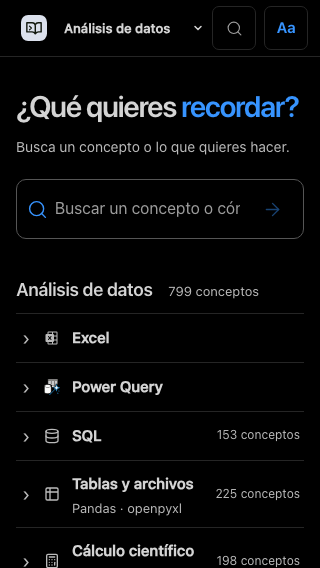 Análisis de datos
Aa
¿Qué quieres recordar?
Busca un concepto o lo que quieres hacer.
Buscar un concepto o cór
Análisis de datos 799 conceptos
Excel
Power Query
SQL 153 conceptos
Tablas y archivos 225 conceptos
Pandas · openpyxl
Cálculo científico 198 conceptos